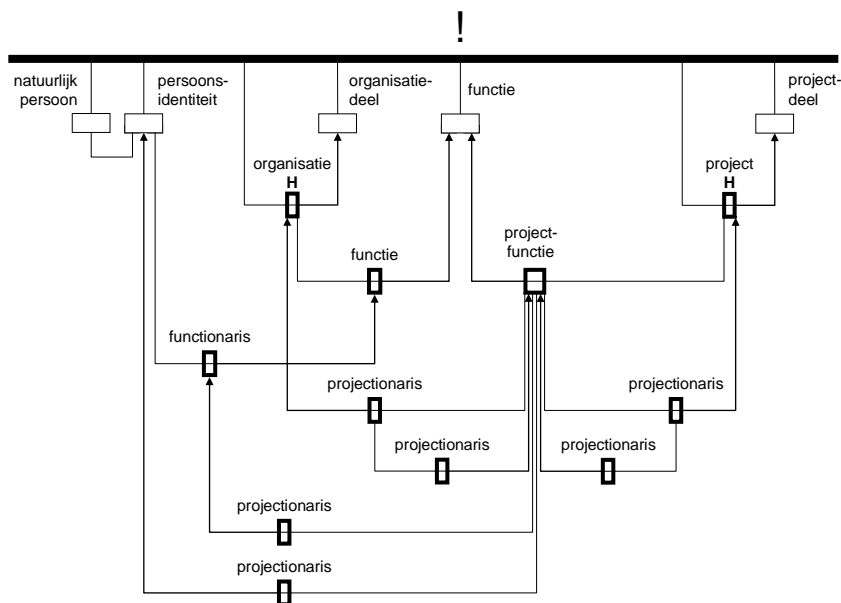 !
natuurlijk
persoon
persoons-
identiteit
organisatie-
deel
functie
project-
deel
organisatie
H
project
H
project-
functie
functie
functionaris
projectionaris
projectionaris
projectionaris
projectionaris
projectionaris
projectionaris